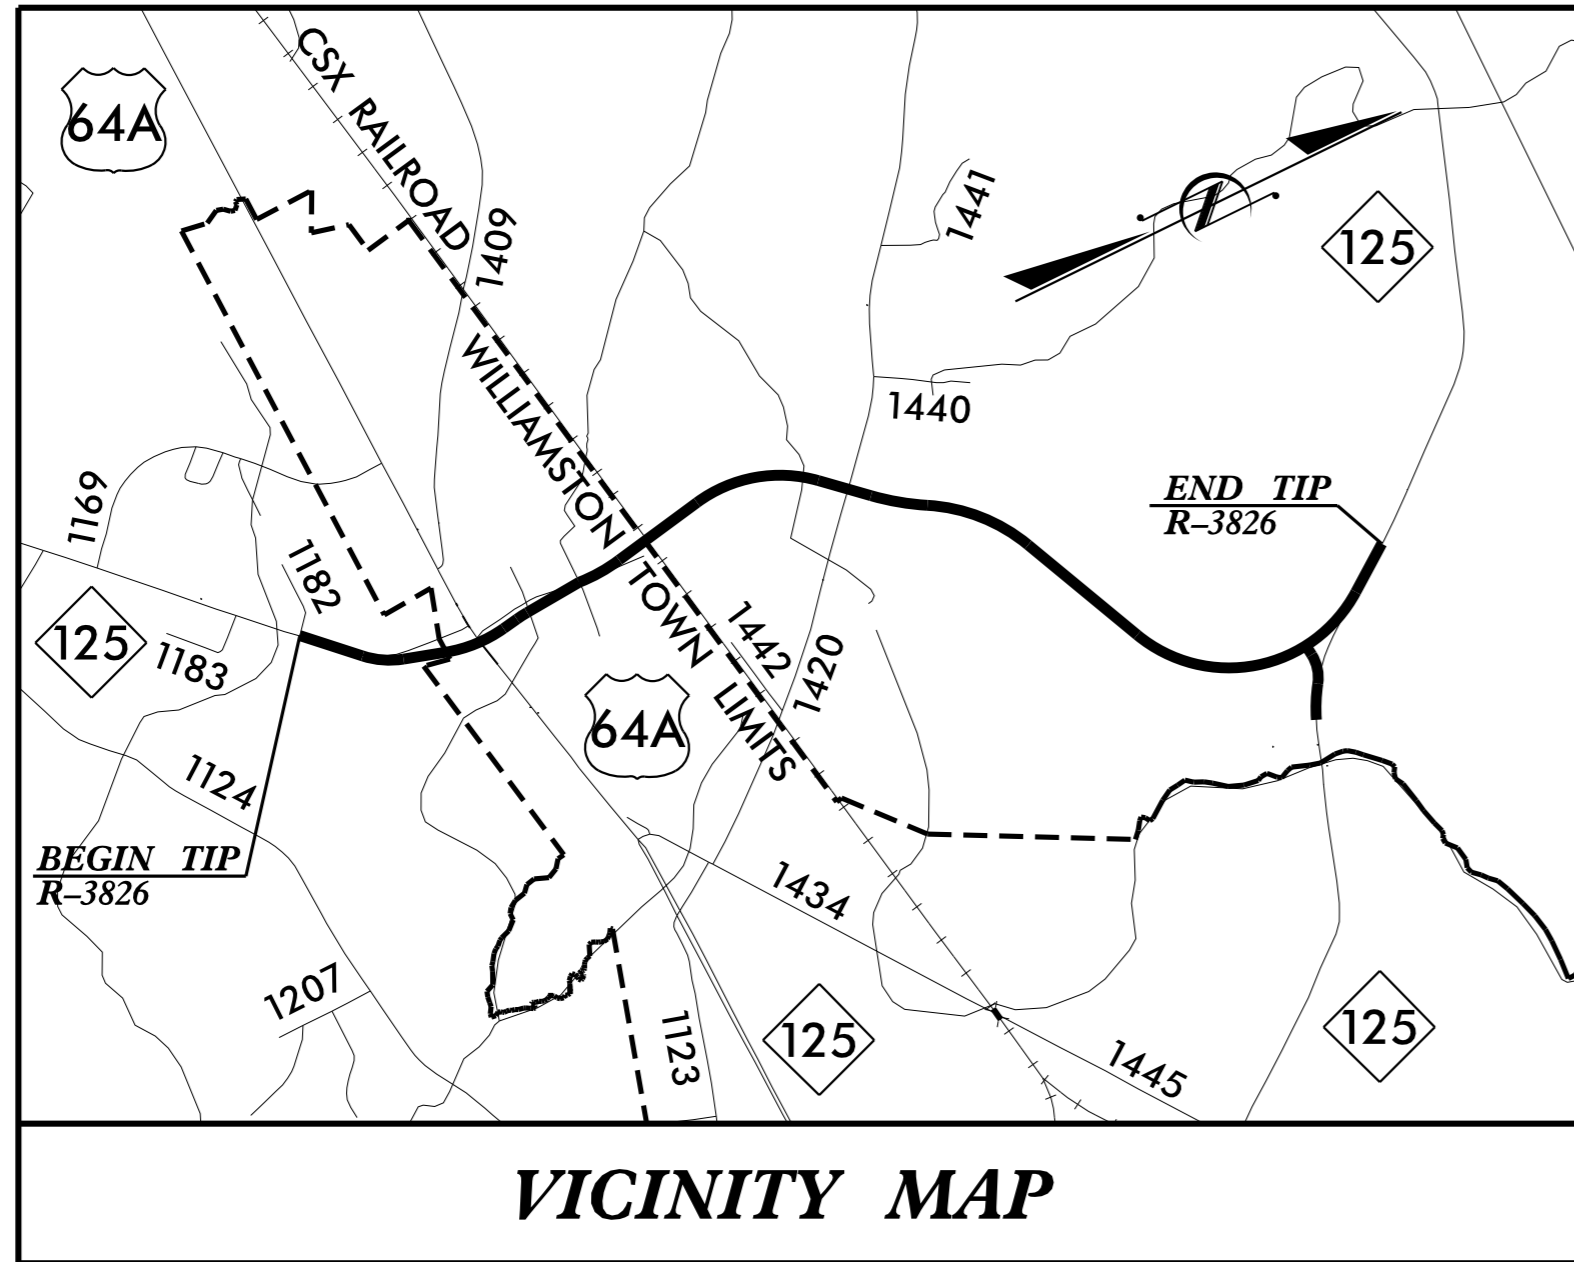 64A
CSX RAILROAD
1409
1441
125
1440
WILLIAMSTON TOWN LIMITS
1169
END TIP
R-3826
1182
125
1183
1442
1420
64A
1124
BEGIN TIP
R-3826
1434
1207
1123
125
125
1445
VICINITY MAP